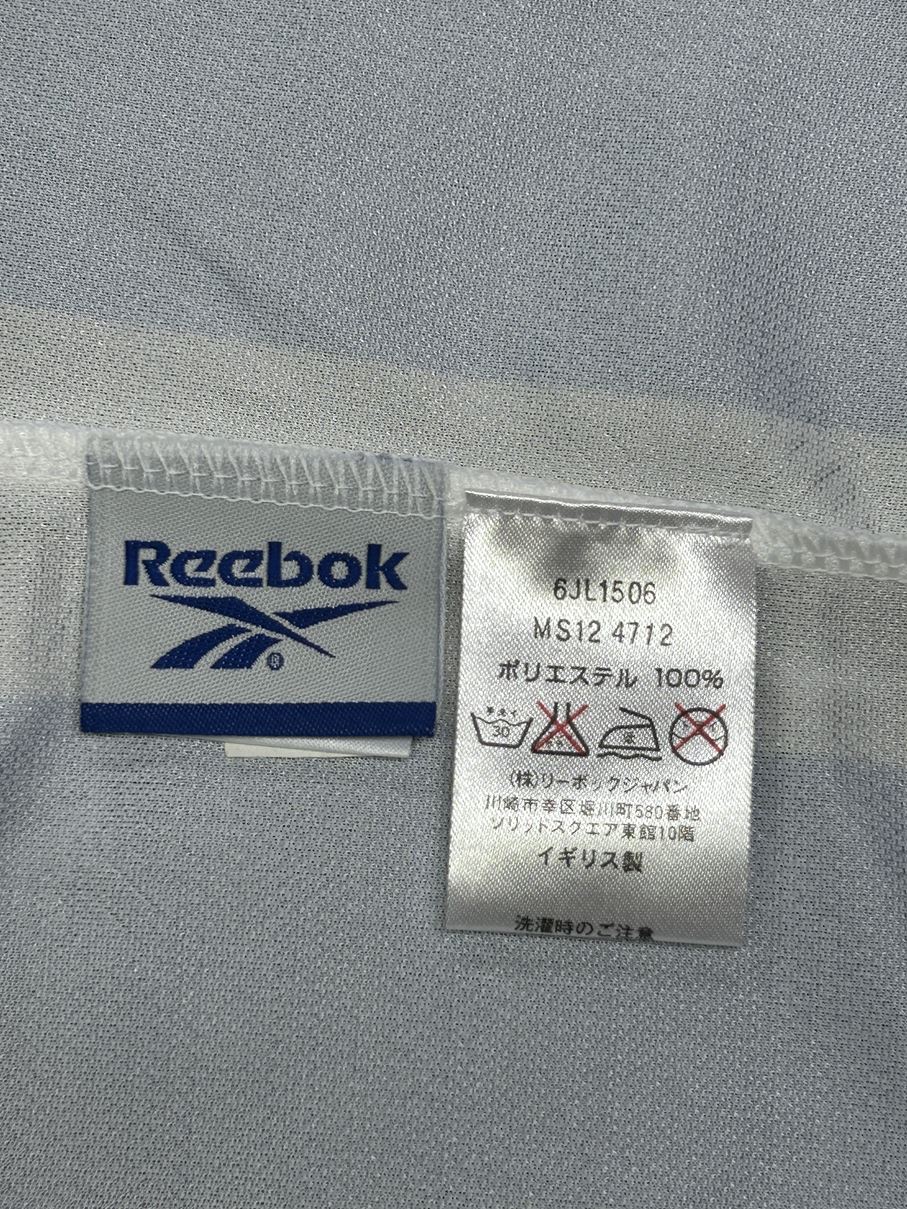 Reebok
®
6JL1506
MS12 4712
ポリエステル 100%
30
(株)リーボックジャパン
川崎市幸区堀川町580番地
ソリッドスクエア東館10階
イギリス製
洗濯時のご注意